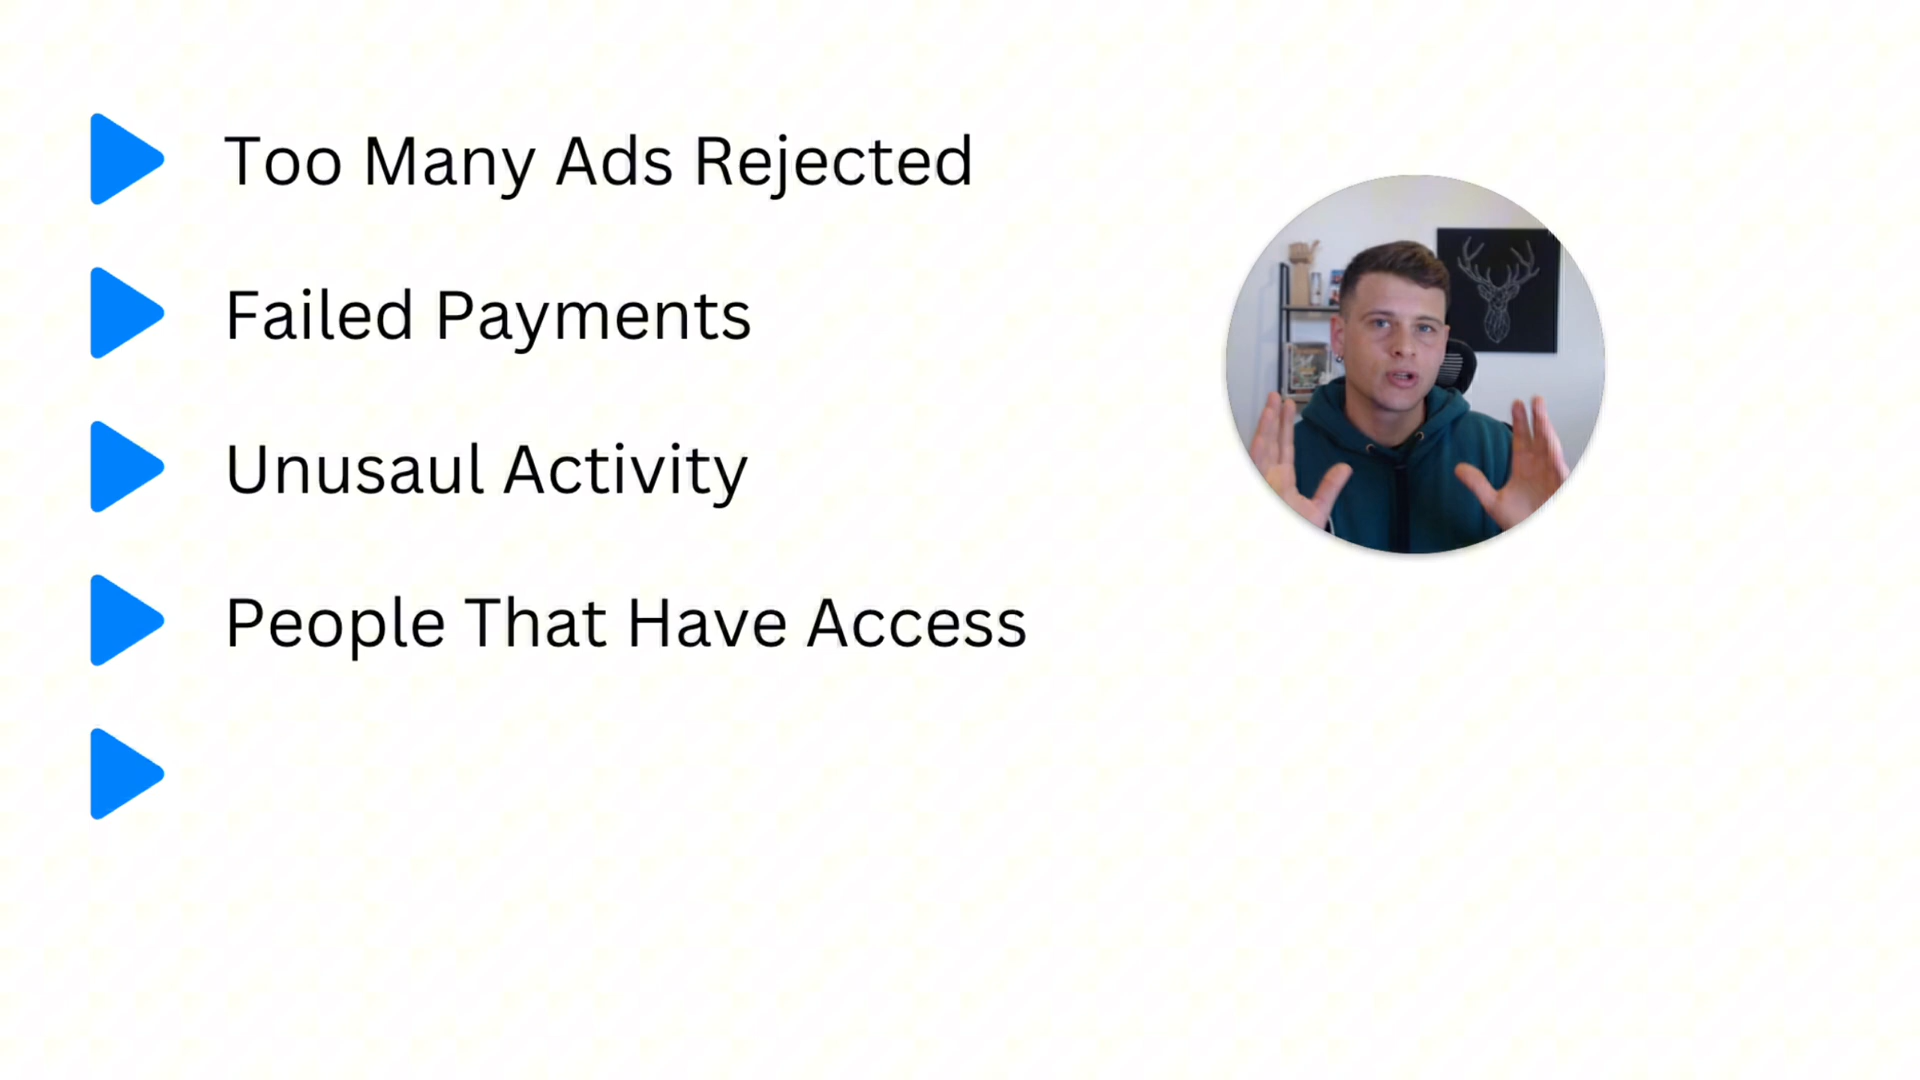 Too Many Ads Rejected
Failed Payments
Unusaul Activity
People That Have Access